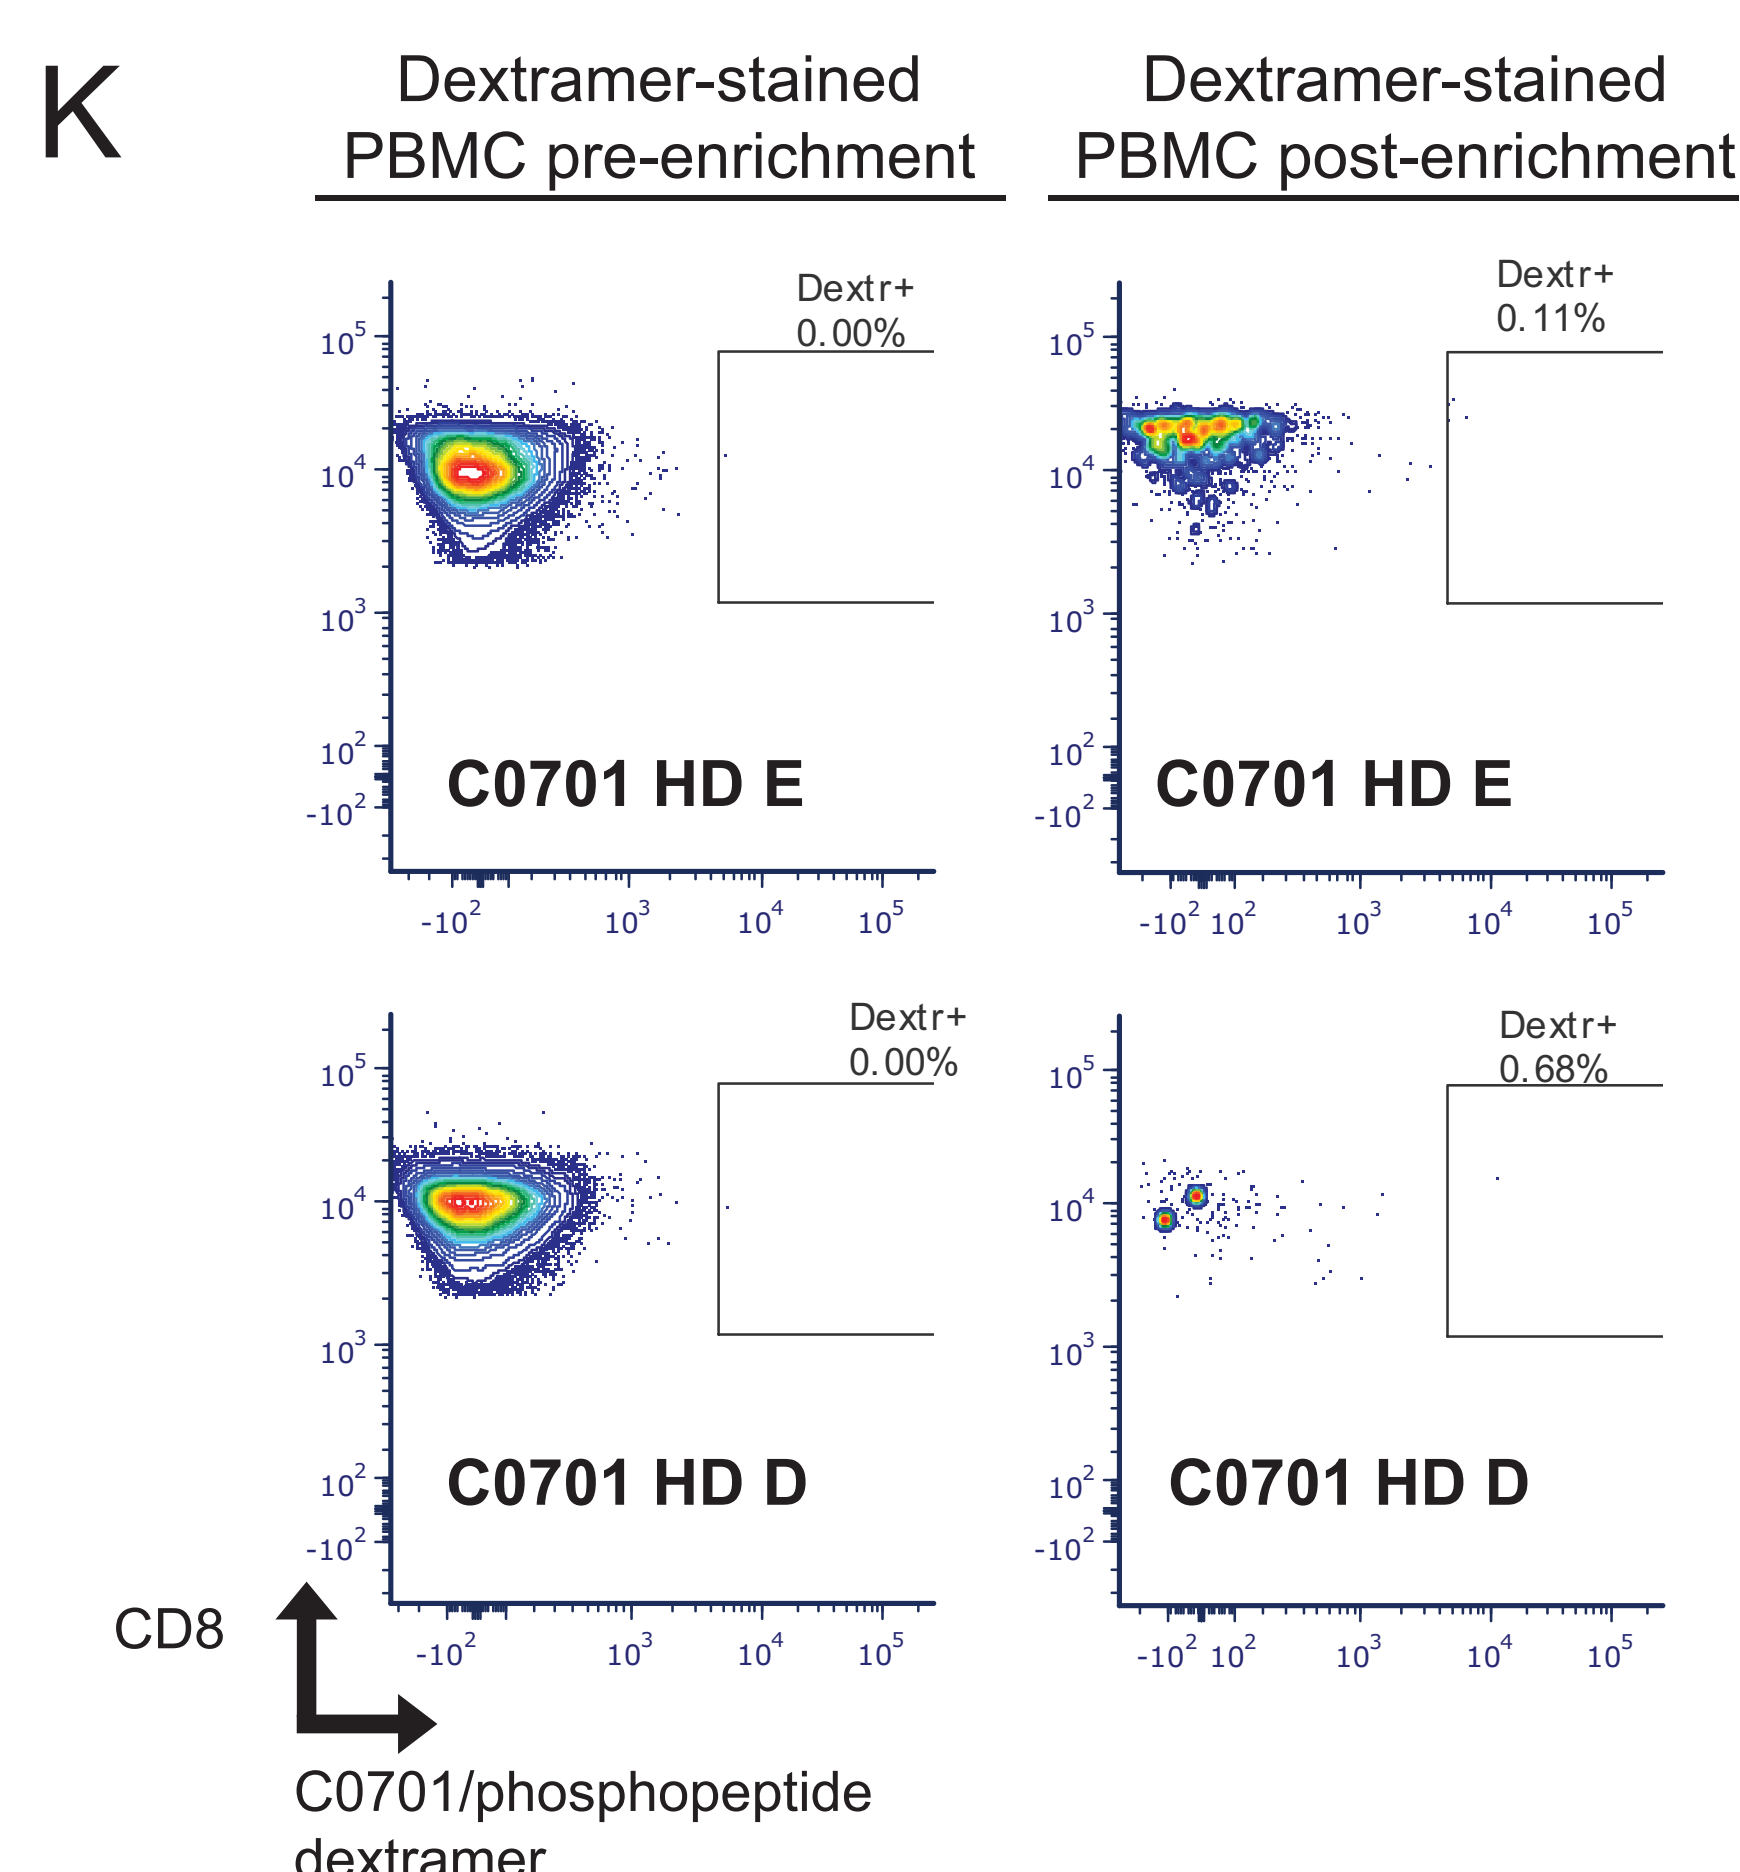 K
Dextramer-stained
PBMC pre-enrichment
Dextramer-stained
PBMC post-enrichment
Dextr+
0.00%
10^5
10^4
10^3
10^2
-10^2
C0701 HD E
-10^2 10^3 10^4 10^5
Dextr+
0.11%
10^5
10^4
10^3
10^2
-10^2
C0701 HD E
-10^2 10^2 10^3 10^4 10^5
Dextr+
0.00%
10^5
10^4
10^3
10^2
-10^2
C0701 HD D
-10^2 10^3 10^4 10^5
Dextr+
0.68%
10^5
10^4
10^3
10^2
-10^2
C0701 HD D
-10^2 10^2 10^3 10^4 10^5
CD8
C0701/phosphopeptide
dextramer